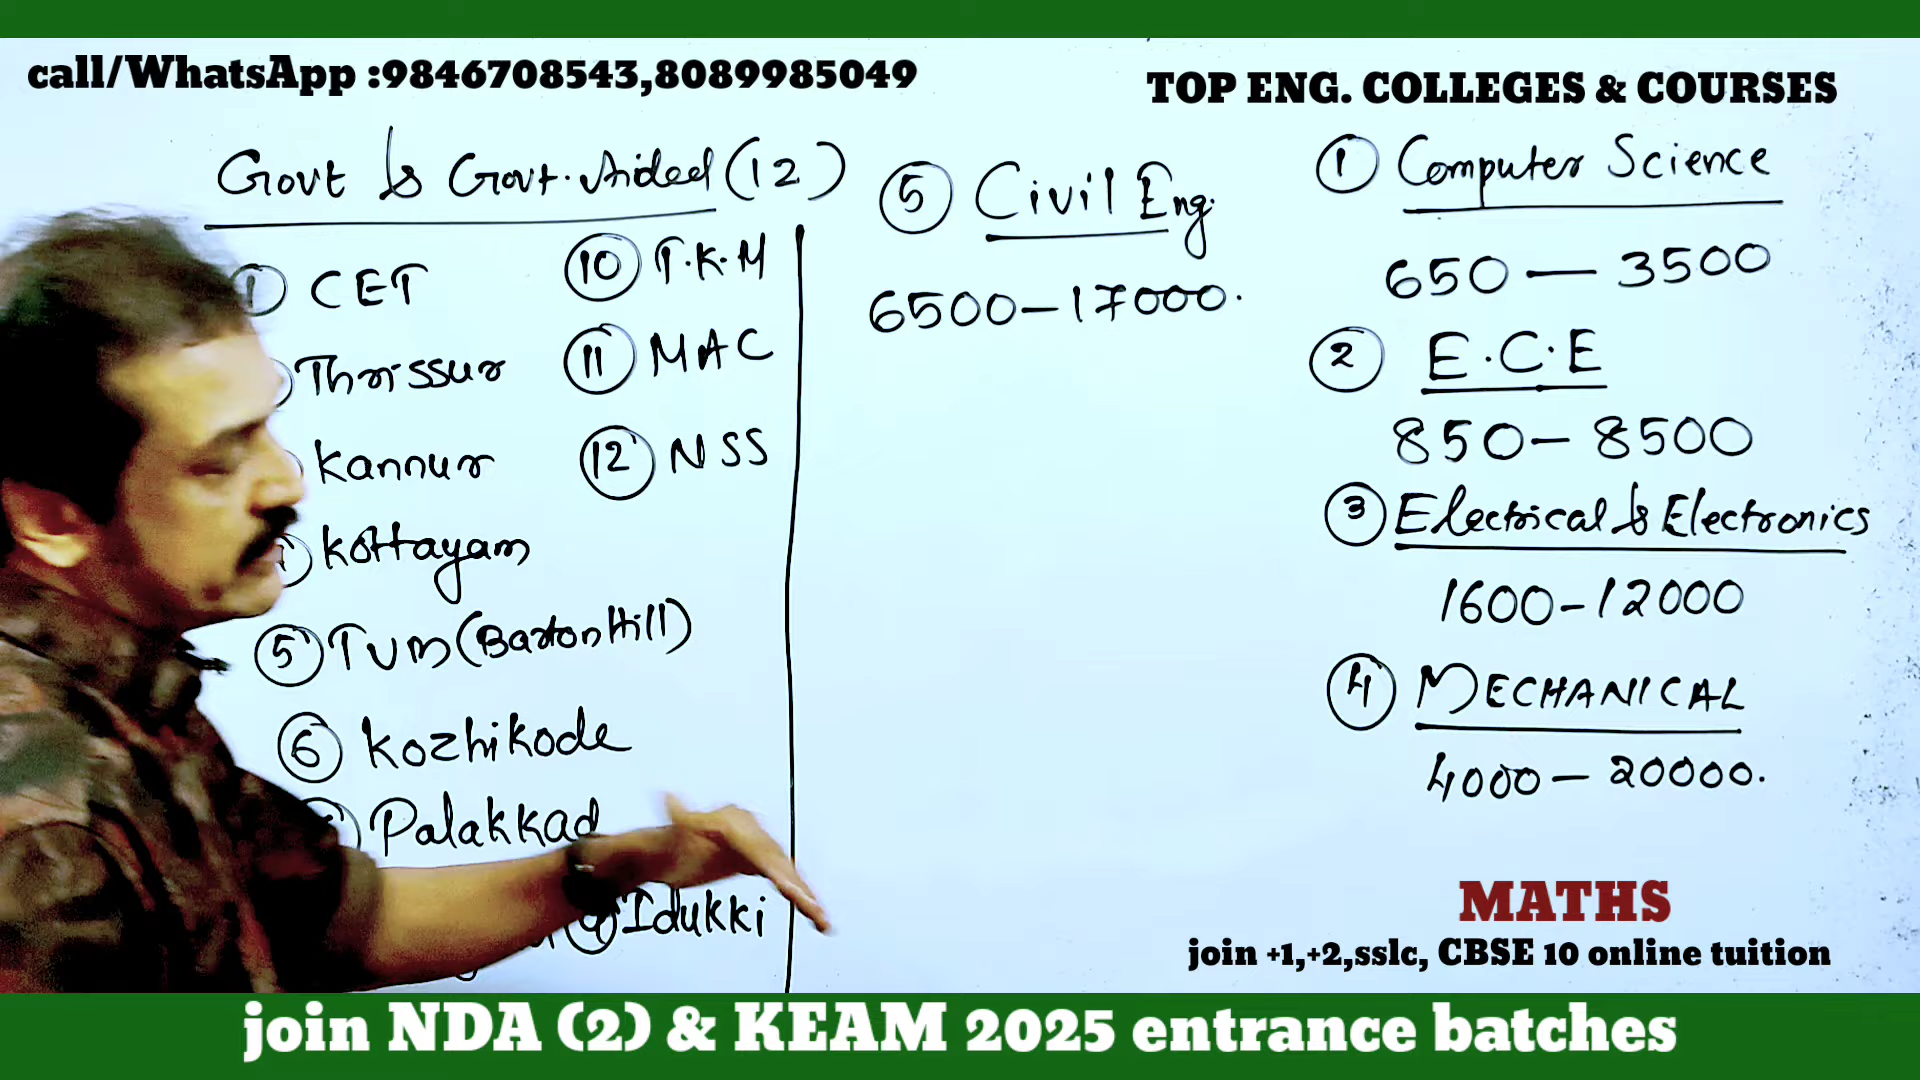 call/WhatsApp :9846708543,8089985049
TOP ENG. COLLEGES & COURSES
Govt & Govt. Aided (12)
① CET
Thrissur
Kannur
Kottayam
⑤ TVM (Barton Hill)
⑥ Kozhikode
Palakkad
⑨ Idukki
⑩ T.K.M
⑪ MAC
⑫ NSS
⑤ Civil Eng.
6500 – 17000.
① Computer Science
650 — 3500
② E.C.E
850 – 8500
③ Electrical & Electronics
1600 – 12000
④ MECHANICAL
4000 – 20000.
MATHS
join +1,+2,sslc, CBSE 10 online tuition
join NDA (2) & KEAM 2025 entrance batches